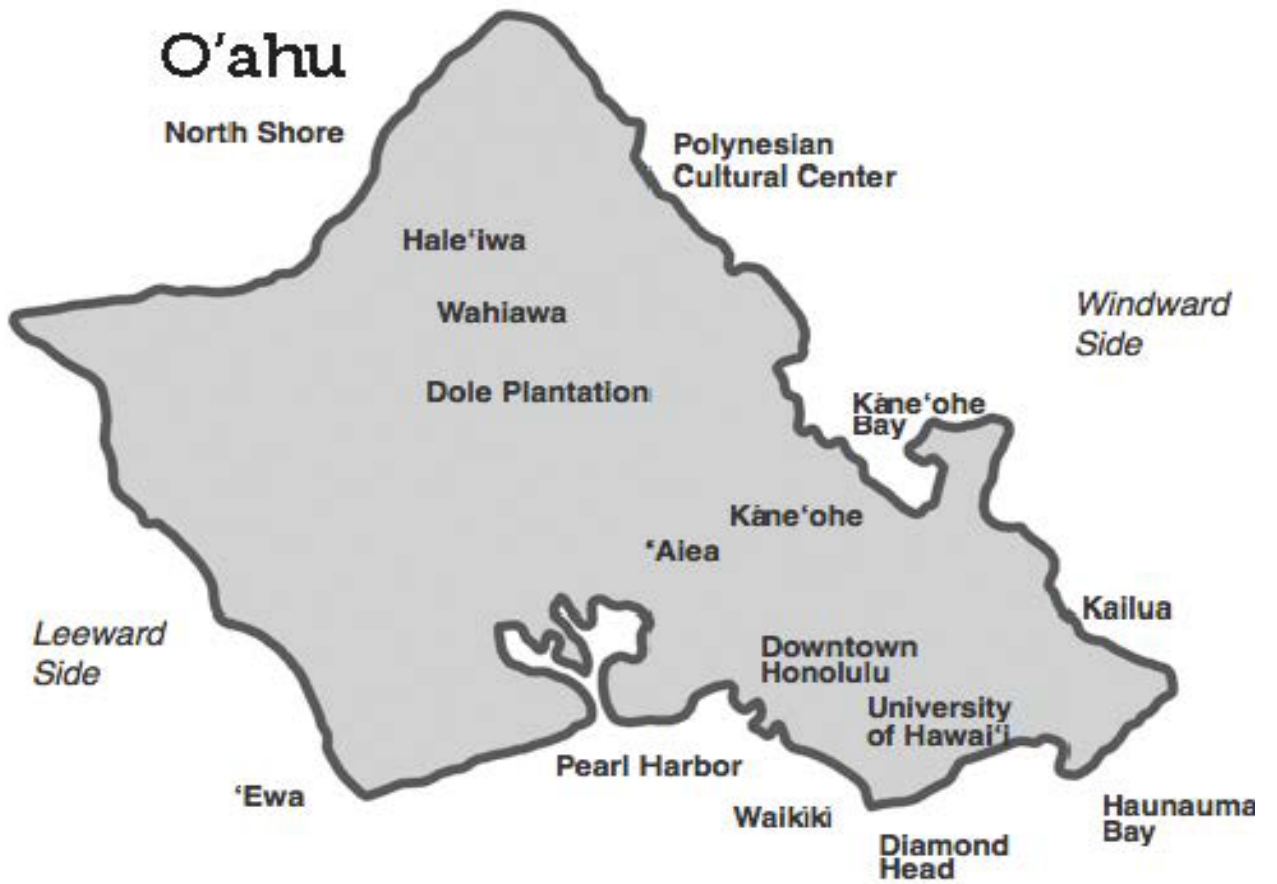 O'ahu
North Shore
Polynesian
Cultural Center
Hale‘iwa
Wahiawa
Windward
Side
Dole Plantation
Kāne‘ohe
Bay
Kāne‘ohe
‘Aiea
Kailua
Leeward
Side
Downtown
Honolulu
University
of Hawai‘i
Pearl Harbor
‘Ewa
Waikīkī
Haunauma
Bay
Diamond
Head